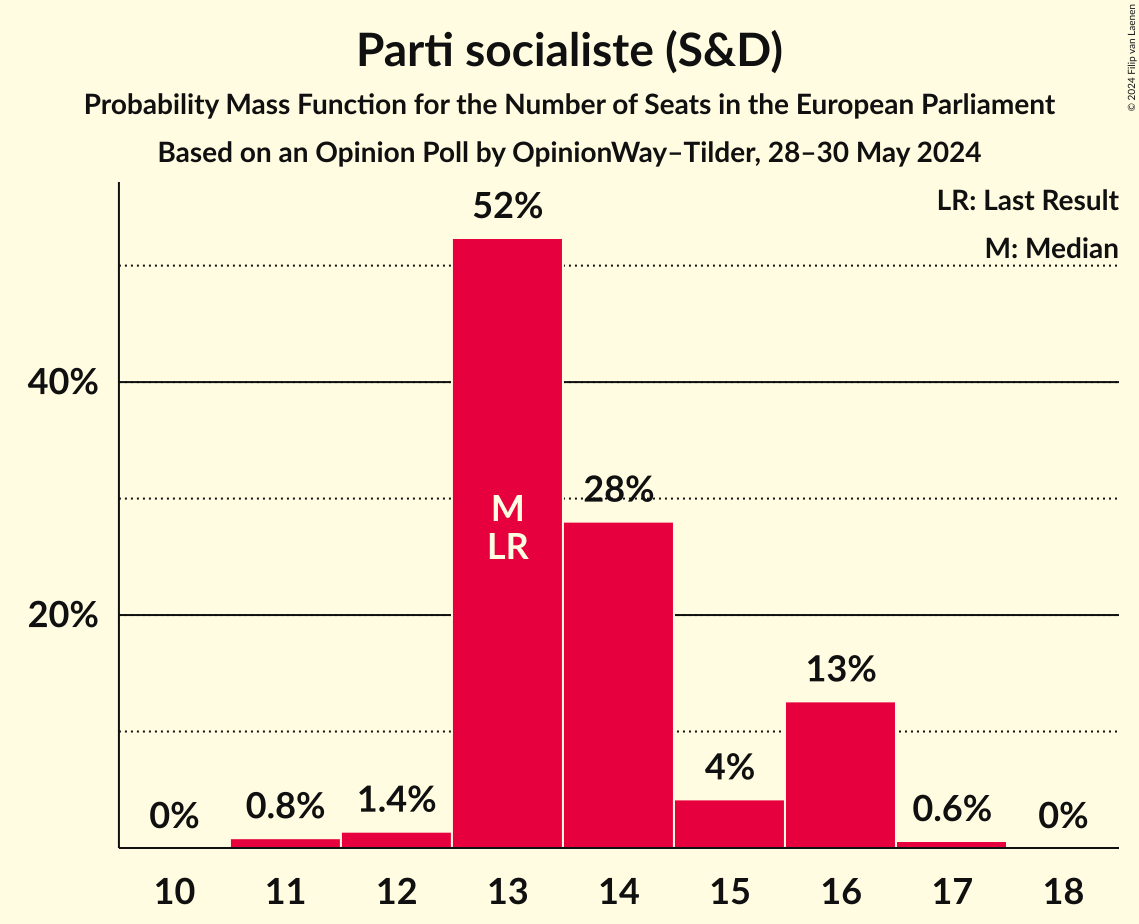 Parti socialiste (S&D)
Probability Mass Function for the Number of Seats in the European Parliament
Based on an Opinion Poll by OpinionWay–Tilder, 28–30 May 2024
© 2024 Filip van Laenen
LR: Last Result
M: Median
52%
40%
28%
M
LR
20%
13%
4%
1.4%
0.8%
0.6%
0%
0%
10 11 12 13 14 15 16 17 18